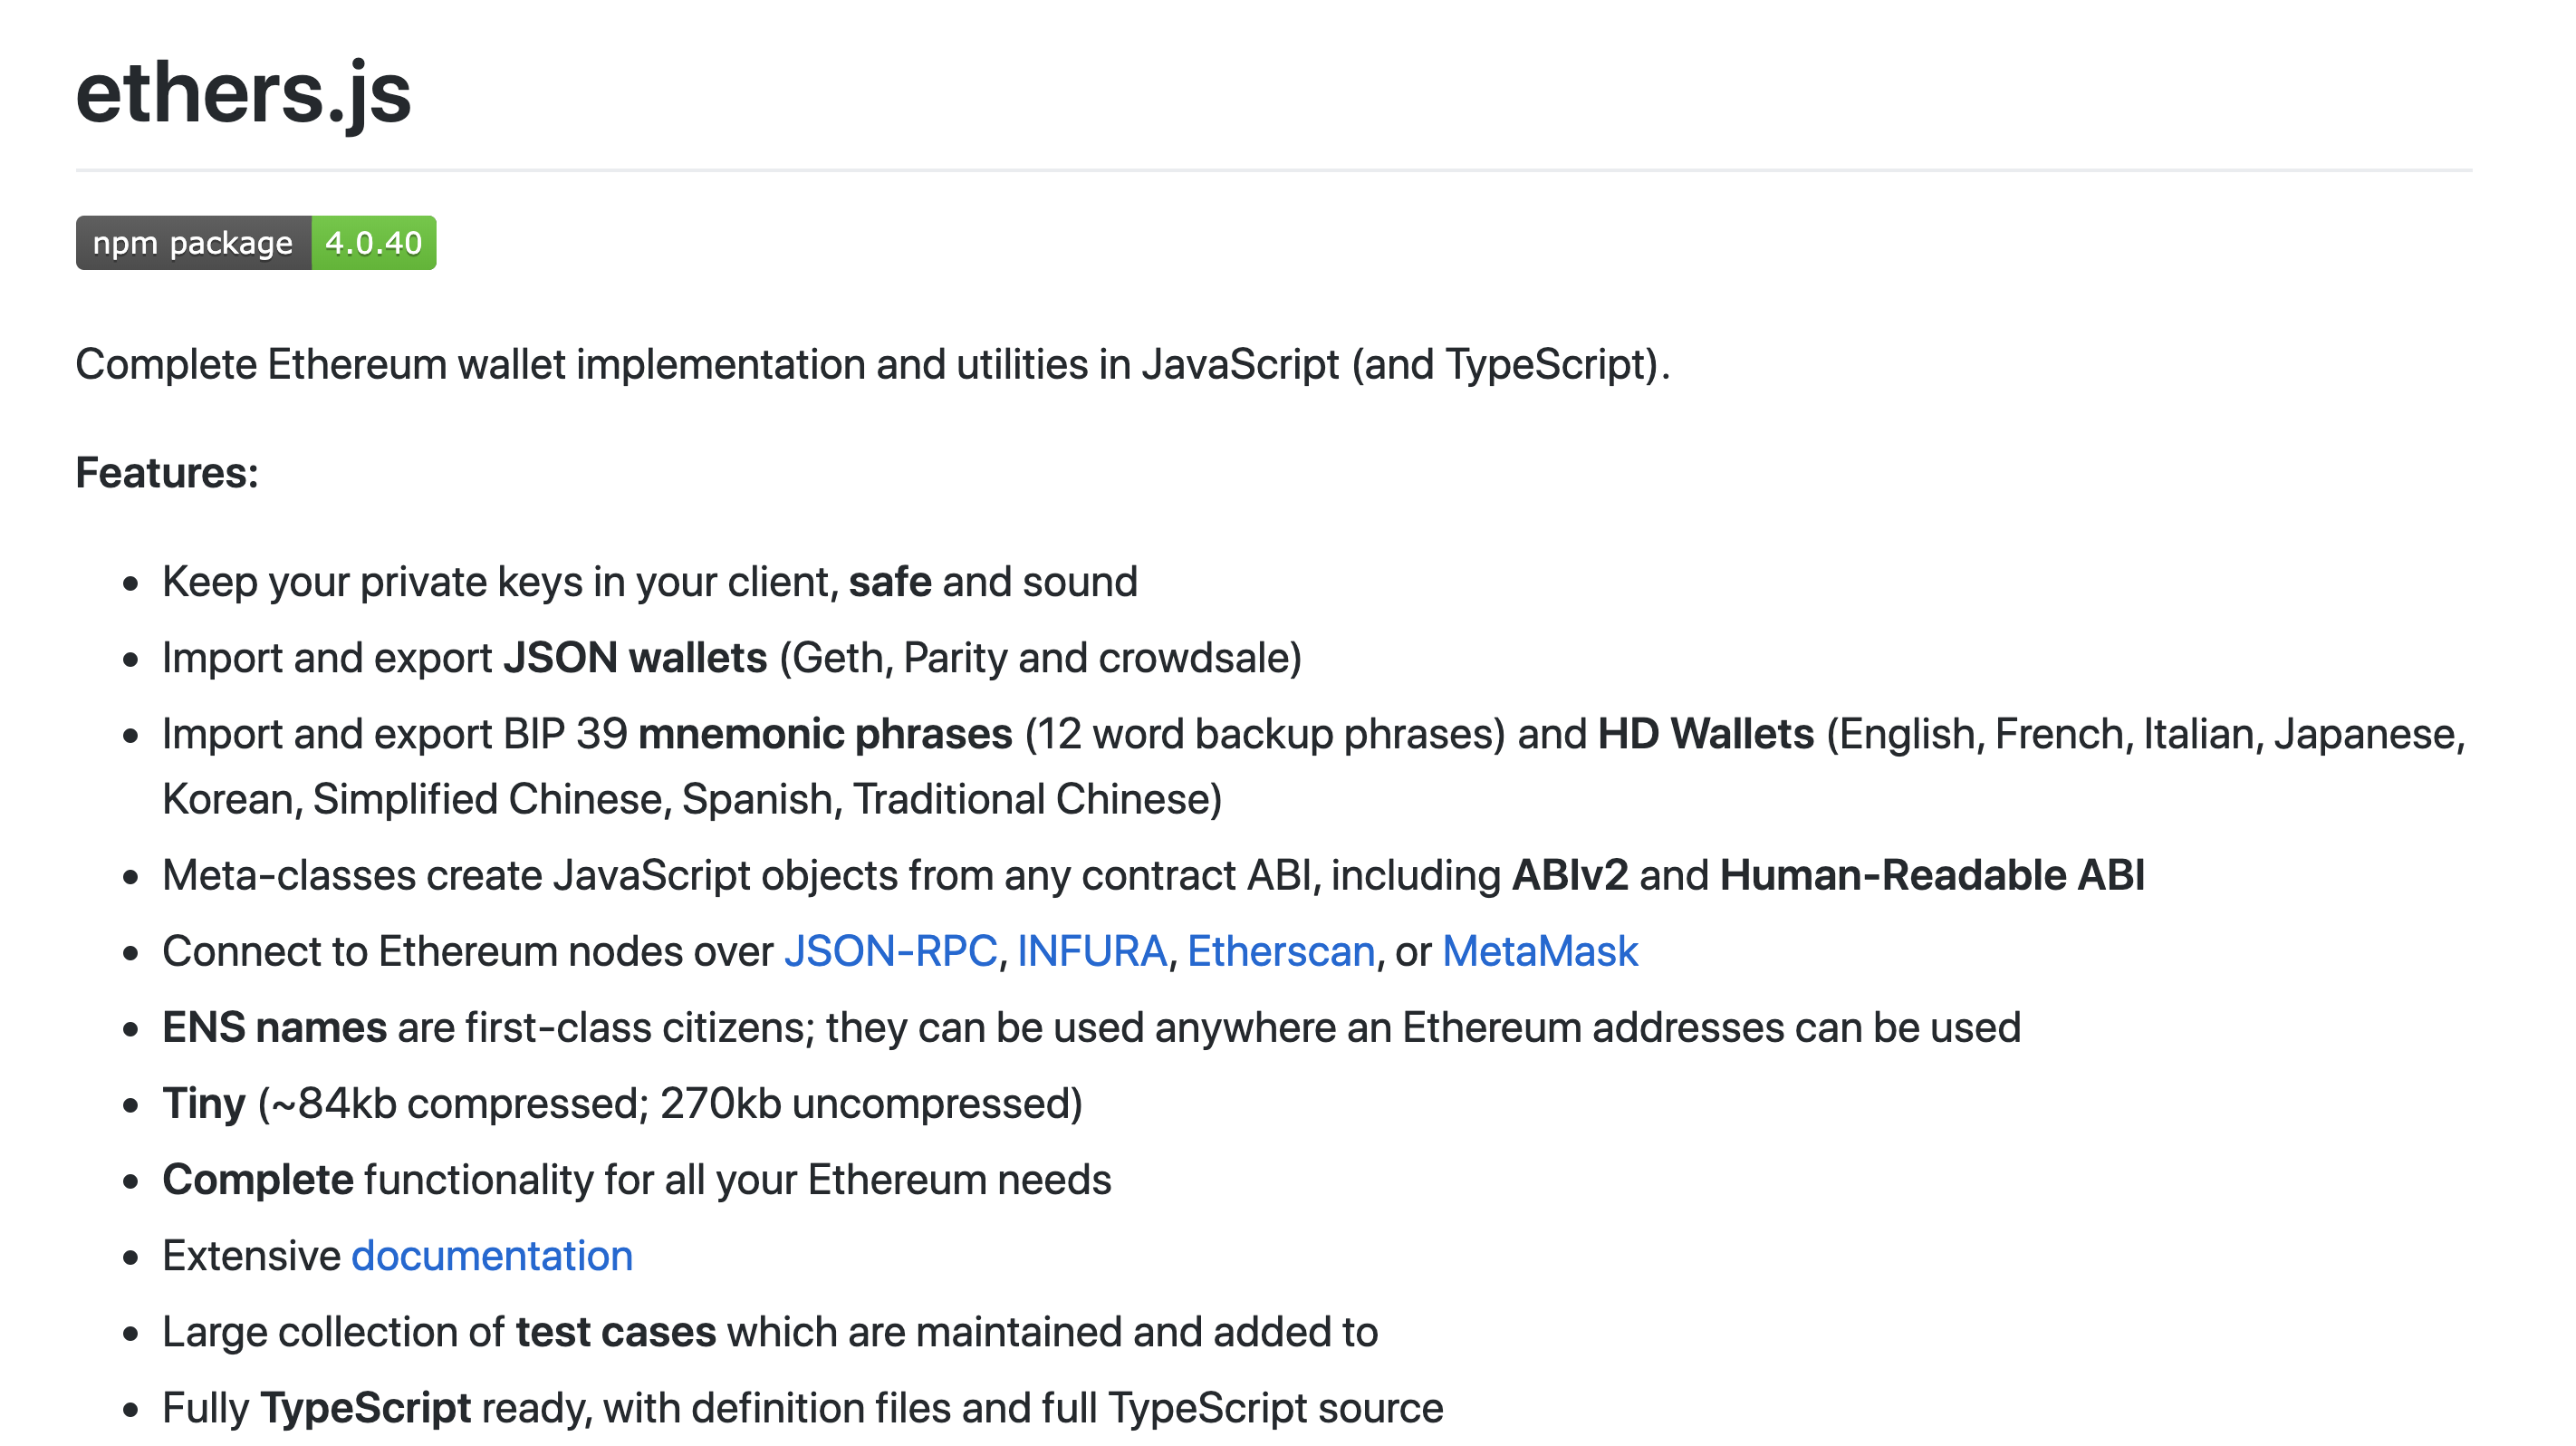 ethers.js
npm package 4.0.40
Complete Ethereum wallet implementation and utilities in JavaScript (and TypeScript).
Features:
• Keep your private keys in your client, safe and sound
• Import and export JSON wallets (Geth, Parity and crowdsale)
• Import and export BIP 39 mnemonic phrases (12 word backup phrases) and HD Wallets (English, French, Italian, Japanese,
Korean, Simplified Chinese, Spanish, Traditional Chinese)
• Meta-classes create JavaScript objects from any contract ABI, including ABIv2 and Human-Readable ABI
• Connect to Ethereum nodes over JSON-RPC, INFURA, Etherscan, or MetaMask
• ENS names are first-class citizens; they can be used anywhere an Ethereum addresses can be used
• Tiny (~84kb compressed; 270kb uncompressed)
• Complete functionality for all your Ethereum needs
• Extensive documentation
• Large collection of test cases which are maintained and added to
• Fully TypeScript ready, with definition files and full TypeScript source